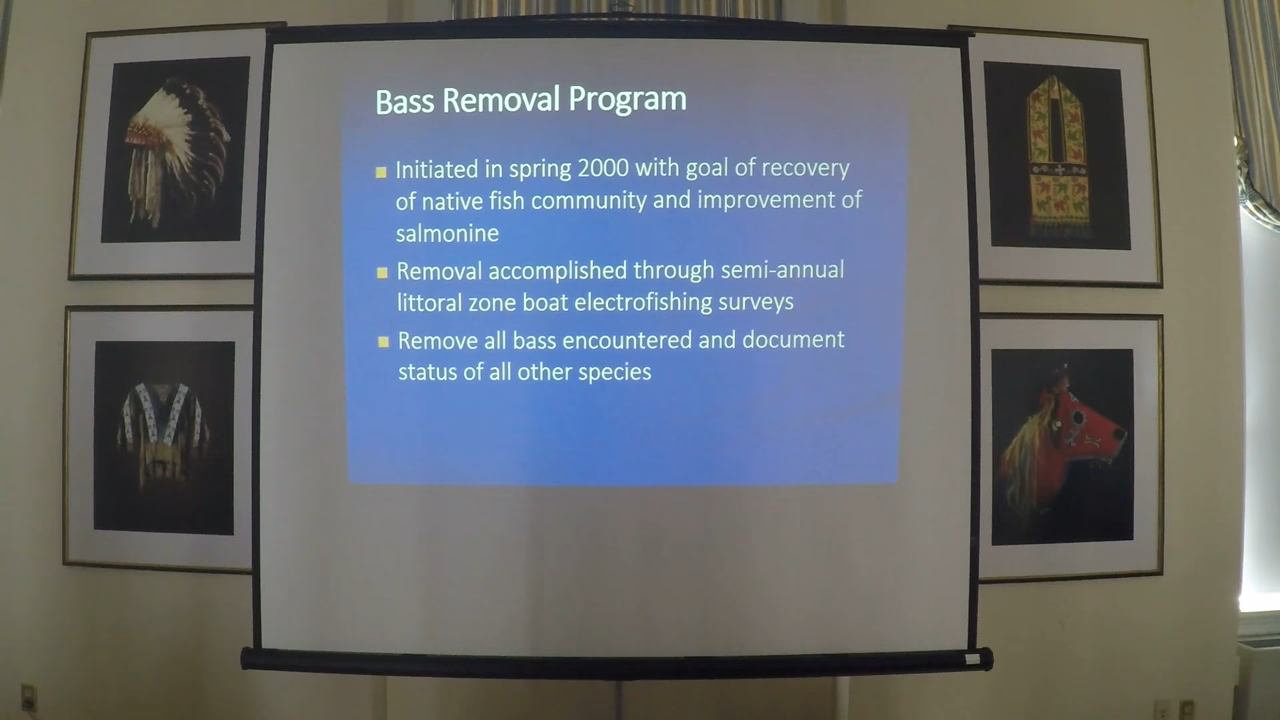 Bass Removal Program
Initiated in spring 2000 with goal of recovery
of native fish community and improvement of
salmonine
Removal accomplished through semi-annual
littoral zone boat electrofishing surveys
Remove all bass encountered and document
status of all other species